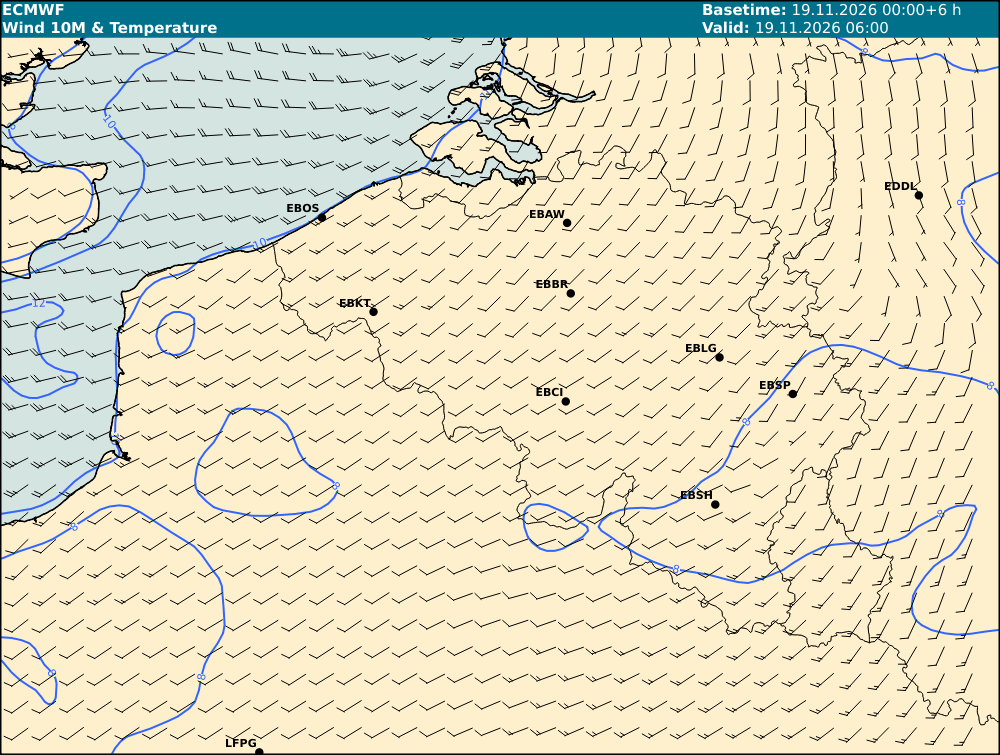 ECMWF
Wind 10M & Temperature
Basetime: 19.11.2026 00:00+6 h
Valid: 19.11.2026 06:00
EDDL
EBOS
EBAW
EBBR
EBKT
EBLG
EBSP
EBCI
EBSH
LFPG
10
10
12
8
8
8
8
8
8
8
8